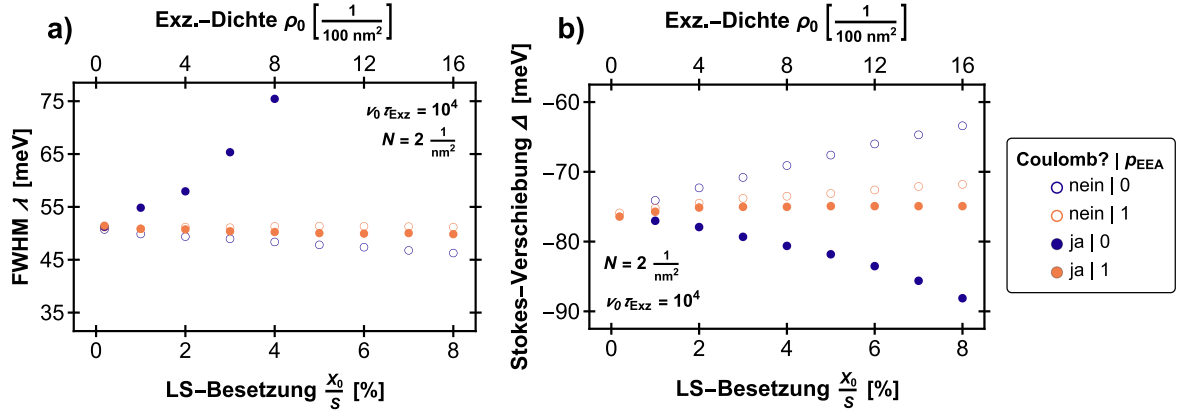 a)
Exz.–Dichte ρ₀ [1/100 nm²]
0 4 8 12 16
FWHM λ [meV]
75
65
55
45
35
ν₀ τ_Exz = 10⁴
N = 2 1/nm²
0 2 4 6 8
LS–Besetzung X₀/S [%]
b)
Exz.–Dichte ρ₀ [1/100 nm²]
0 4 8 12 16
Stokes–Verschiebung Δ [meV]
−60
−70
−80
−90
N = 2 1/nm²
ν₀ τ_Exz = 10⁴
0 2 4 6 8
LS–Besetzung X₀/S [%]
Coulomb? | p_EEA
nein | 0
nein | 1
ja | 0
ja | 1